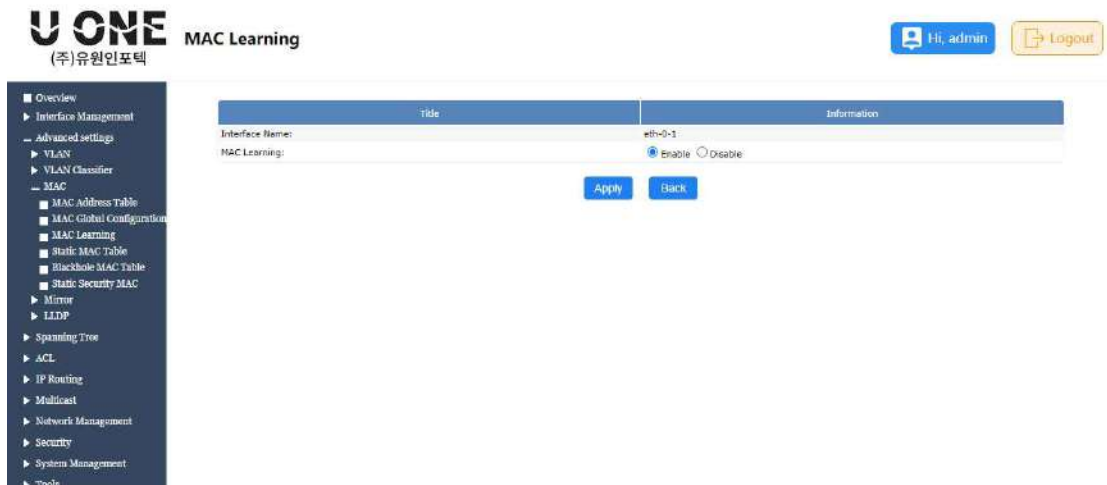 U ONE
(주)유원인포텍
MAC Learning
Hi, admin
Logout
Overview
Interface Management
Advanced settings
VLAN
VLAN Classifier
MAC
MAC Address Table
MAC Global Configuration
MAC Learning
Static MAC Table
Blackhole MAC Table
Static Security MAC
Mirror
LLDP
Spanning Tree
ACL
IP Routing
Multicast
Network Management
Security
System Management
Tools
Title Information
Interface Name: eth-0-1
MAC Learning: Enable Disable
Apply Back